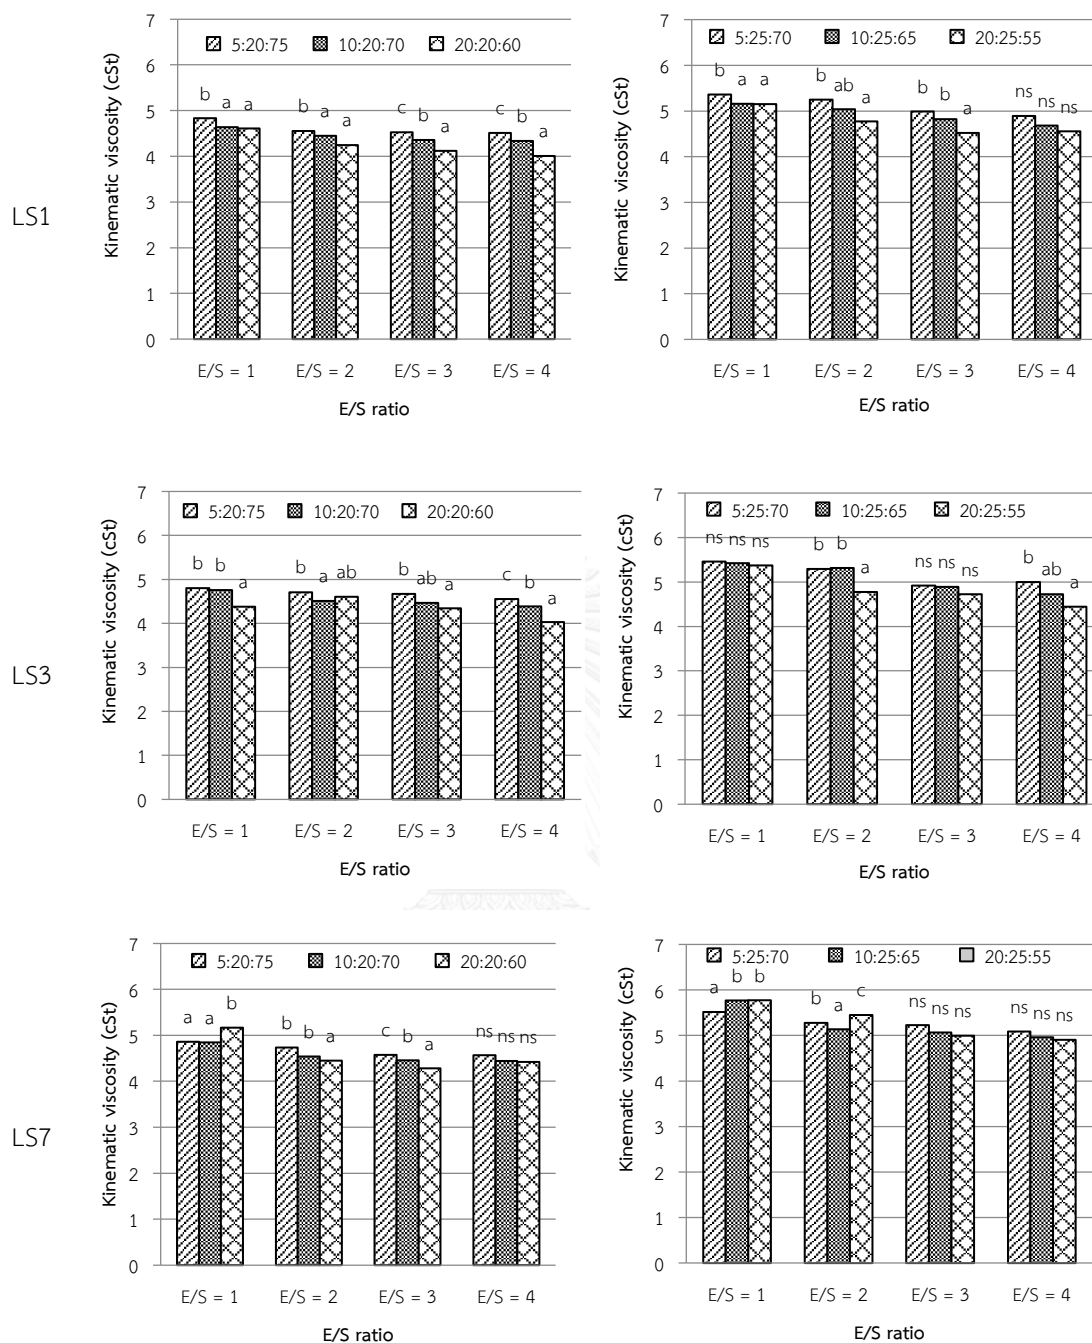 LS1
Kinematic viscosity (cSt)
7
6
5
4
3
2
1
0
5:20:75 10:20:70 20:20:60
b a a b a a c b a c b a
E/S = 1 E/S = 2 E/S = 3 E/S = 4
E/S ratio
Kinematic viscosity (cSt)
7
6
5
4
3
2
1
0
5:25:70 10:25:65 20:25:55
b a a b ab a b b a ns ns ns
E/S = 1 E/S = 2 E/S = 3 E/S = 4
E/S ratio
LS3
Kinematic viscosity (cSt)
7
6
5
4
3
2
1
0
5:20:75 10:20:70 20:20:60
b b a b a ab b ab a c b a
E/S = 1 E/S = 2 E/S = 3 E/S = 4
E/S ratio
Kinematic viscosity (cSt)
7
6
5
4
3
2
1
0
5:25:70 10:25:65 20:25:55
ns ns ns b b a ns ns ns b ab a
E/S = 1 E/S = 2 E/S = 3 E/S = 4
E/S ratio
LS7
Kinematic viscosity (cSt)
7
6
5
4
3
2
1
0
5:20:75 10:20:70 20:20:60
a a b b b a c b a ns ns ns
E/S = 1 E/S = 2 E/S = 3 E/S = 4
E/S ratio
Kinematic viscosity (cSt)
7
6
5
4
3
2
1
0
5:25:70 10:25:65 20:25:55
a b b b a c ns ns ns ns ns ns
E/S = 1 E/S = 2 E/S = 3 E/S = 4
E/S ratio